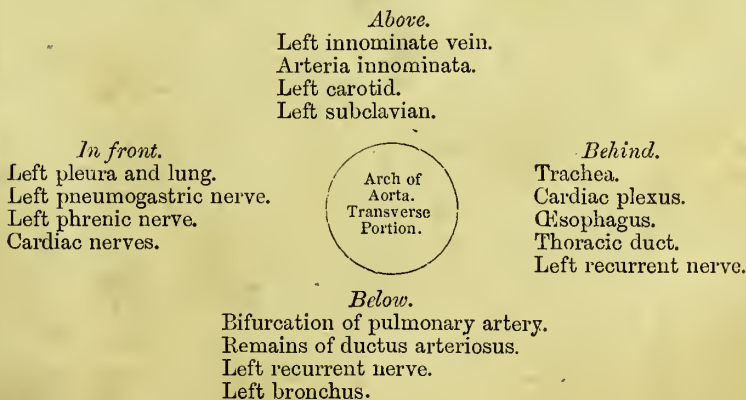 Above.
Left innominate vein.
Arteria innominata.
Left carotid.
Left subclavian.
In front.
Left pleura and lung.
Left pneumogastric nerve.
Left phrenic nerve.
Cardiac nerves.
Arch of
Aorta.
Transverse
Portion.
Behind.
Trachea.
Cardiac plexus.
Œsophagus.
Thoracic duct.
Left recurrent nerve.
Below.
Bifurcation of pulmonary artery.
Remains of ductus arteriosus.
Left recurrent nerve.
Left bronchus.